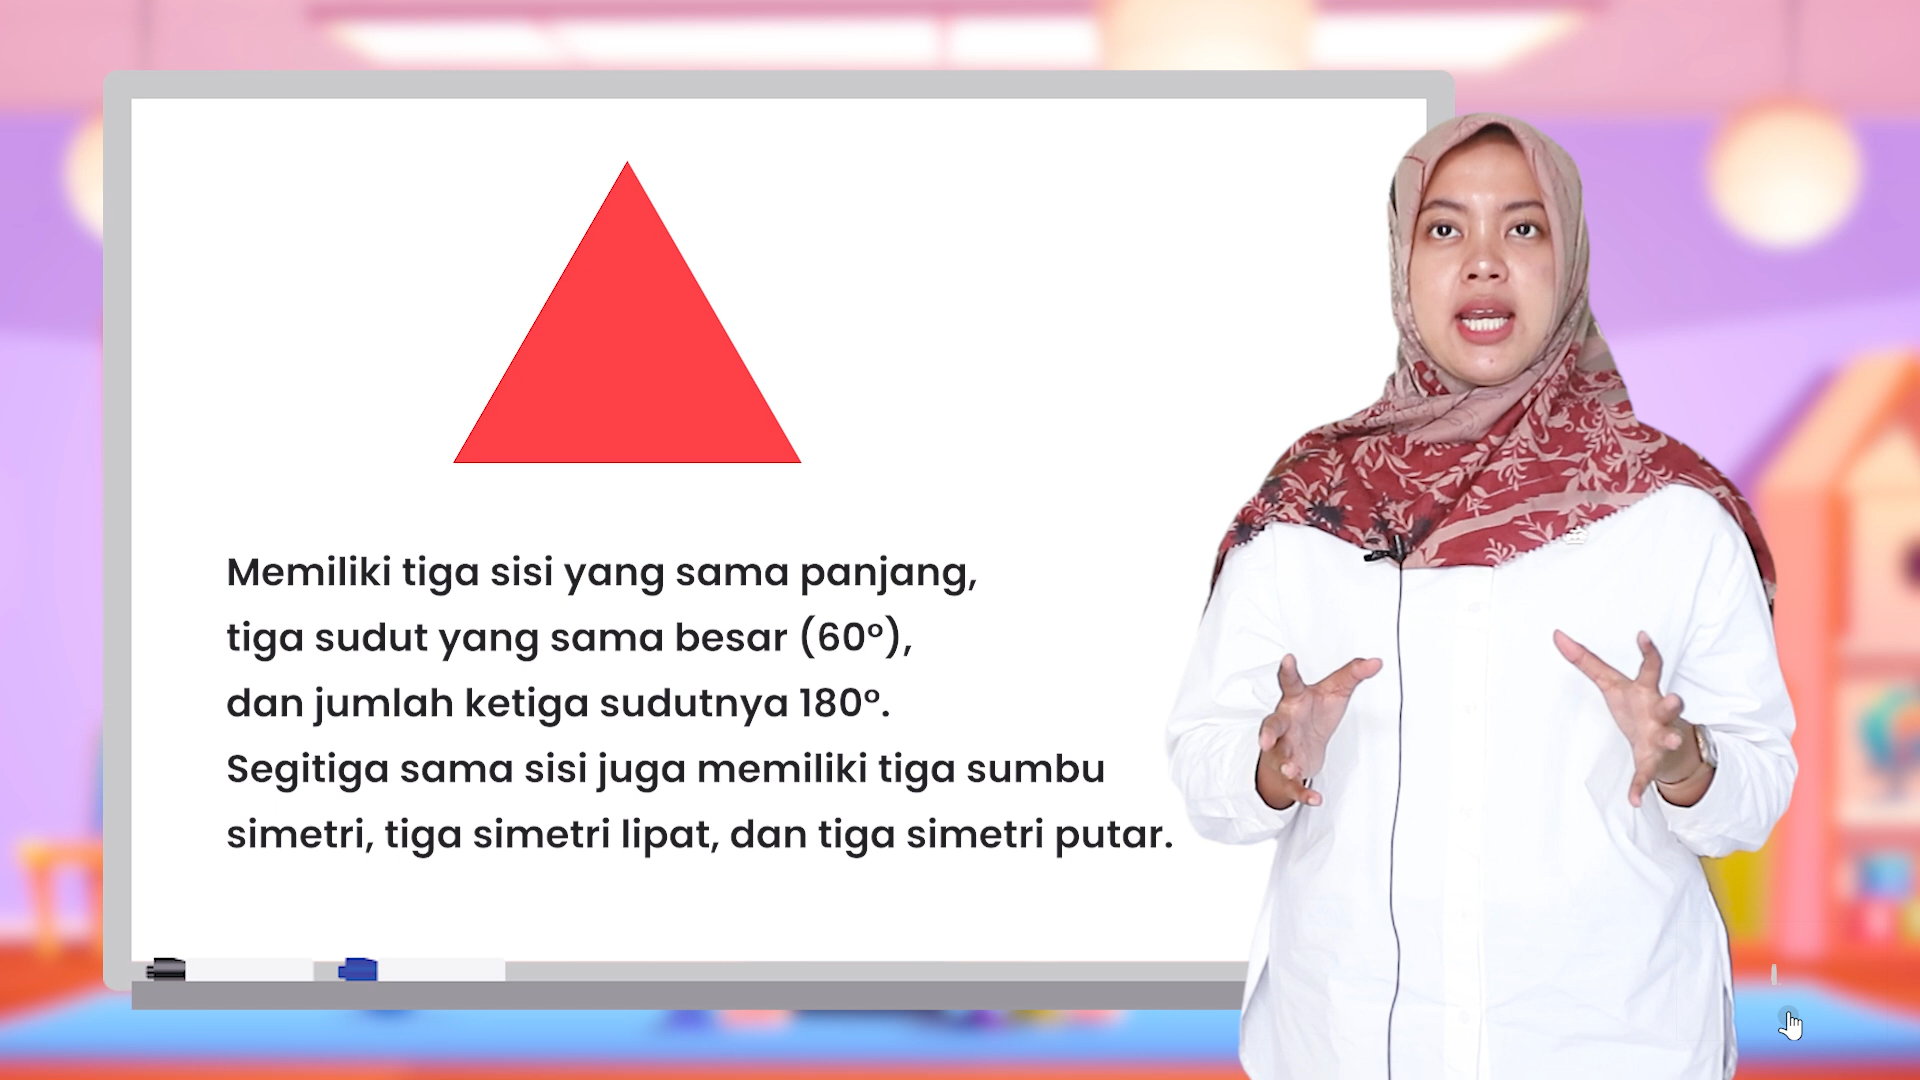 Memiliki tiga sisi yang sama panjang,
tiga sudut yang sama besar (60°),
dan jumlah ketiga sudutnya 180°.
Segitiga sama sisi juga memiliki tiga sumbu
simetri, tiga simetri lipat, dan tiga simetri putar.